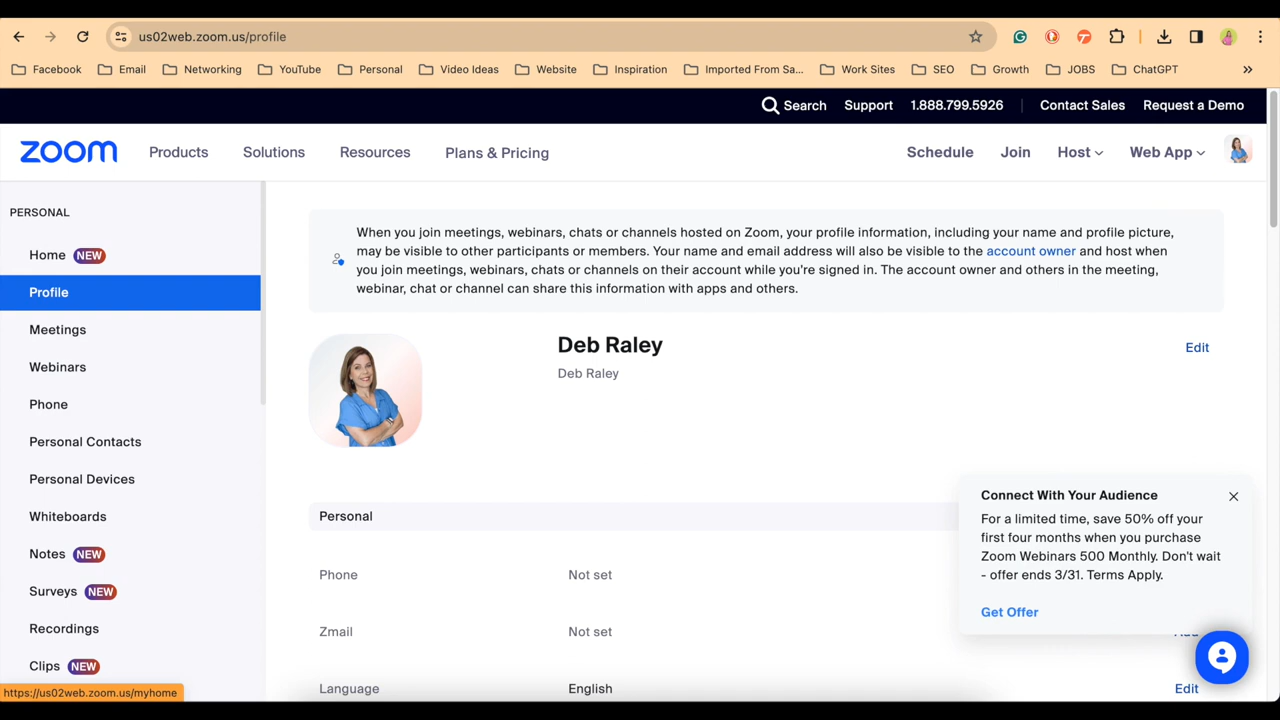 us02web.zoom.us/profile
Facebook Email Networking YouTube Personal Video Ideas Website Inspiration Imported From Sa... Work Sites SEO Growth JOBS ChatGPT »
Search Support 1.888.799.5926 Contact Sales Request a Demo
zoom Products Solutions Resources Plans & Pricing Schedule Join Host Web App
PERSONAL
Home NEW
Profile
Meetings
Webinars
Phone
Personal Contacts
Personal Devices
Whiteboards
Notes NEW
Surveys NEW
Recordings
Clips NEW
https://us02web.zoom.us/myhome
When you join meetings, webinars, chats or channels hosted on Zoom, your profile information, including your name and profile picture,
may be visible to other participants or members. Your name and email address will also be visible to the account owner and host when
you join meetings, webinars, chats or channels on their account while you're signed in. The account owner and others in the meeting,
webinar, chat or channel can share this information with apps and others.
Deb Raley Edit
Deb Raley
Personal
Phone Not set
Zmail Not set
Language English Edit
Connect With Your Audience
For a limited time, save 50% off your
first four months when you purchase
Zoom Webinars 500 Monthly. Don't wait
- offer ends 3/31. Terms Apply.
Get Offer